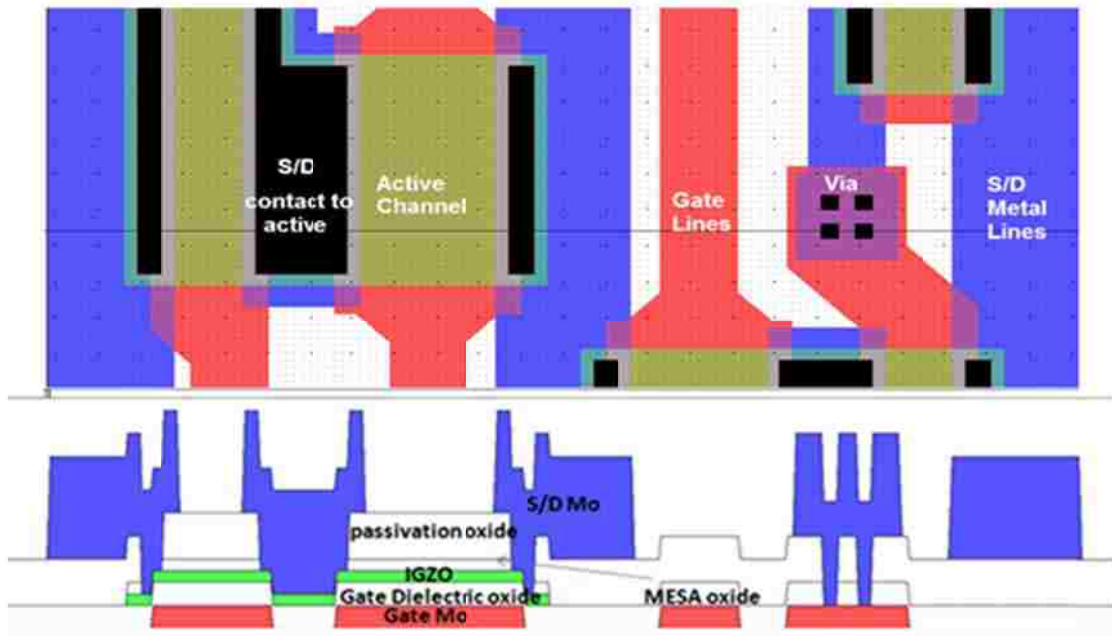 S/D
contact to
active
Active
Channel
Gate
Lines
Via
S/D
Metal
Lines
S/D Mo
passivation oxide
IGZO
Gate Dielectric oxide
MESA oxide
Gate Mo